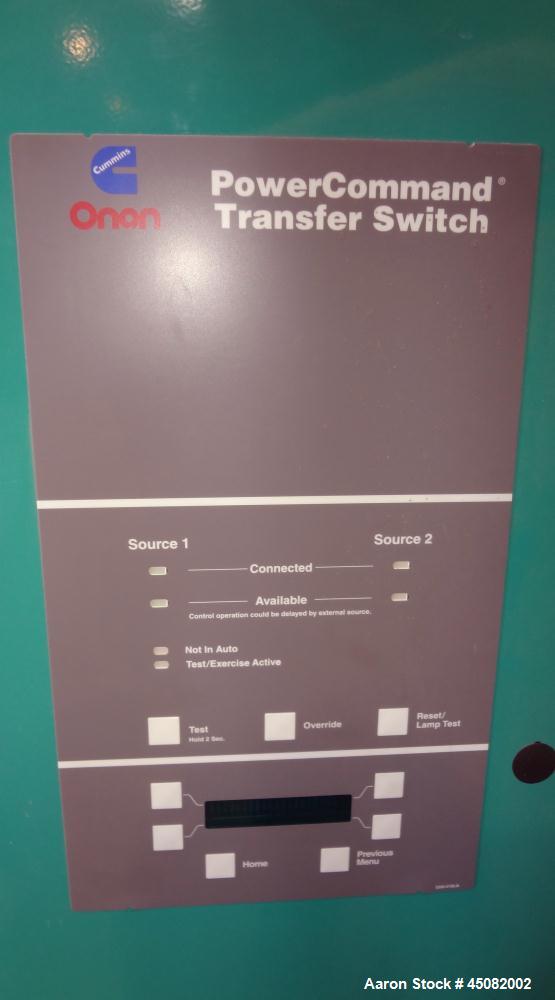 Cummins
Onan
PowerCommand®
Transfer Switch
Source 1
Source 2
Connected
Available
Control operation could be delayed by external source.
Not In Auto
Test/Exercise Active
Test
Hold 2 Sec.
Override
Reset/
Lamp Test
Home
Previous
Menu
Aaron Stock # 45082002